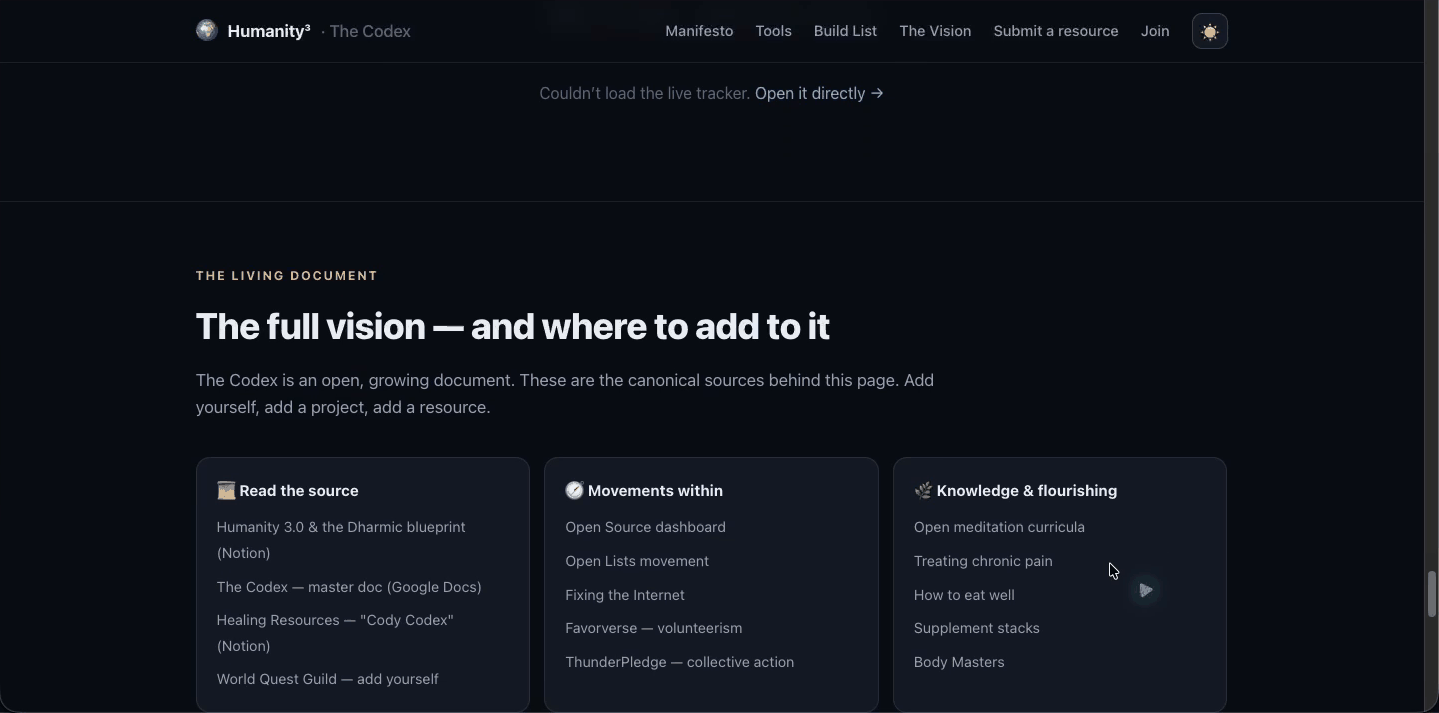 Humanity³ · The Codex
Manifesto Tools Build List The Vision Submit a resource Join
Couldn’t load the live tracker. Open it directly →
THE LIVING DOCUMENT
The full vision — and where to add to it
The Codex is an open, growing document. These are the canonical sources behind this page. Add
yourself, add a project, add a resource.
Read the source
Humanity 3.0 & the Dharmic blueprint
(Notion)
The Codex — master doc (Google Docs)
Healing Resources — "Cody Codex"
(Notion)
World Quest Guild — add yourself
Movements within
Open Source dashboard
Open Lists movement
Fixing the Internet
Favorverse — volunteerism
ThunderPledge — collective action
Knowledge & flourishing
Open meditation curricula
Treating chronic pain
How to eat well
Supplement stacks
Body Masters